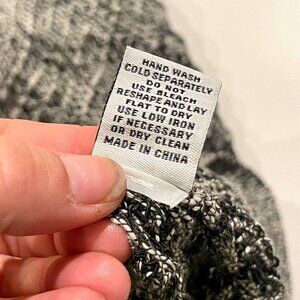 HAND WASH
COLD SEPARATELY
DO NOT
USE BLEACH
RESHAPE AND LAY
FLAT TO DRY
USE LOW IRON
IF NECESSARY
OR DRY CLEAN
MADE IN CHINA